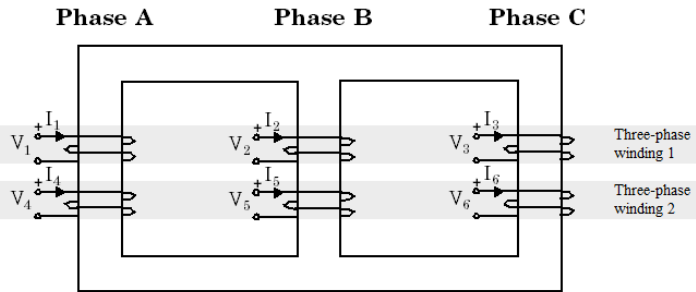 Phase A Phase B Phase C
+ I1 + I2 + I3
V1 V2 V3
Three-phase
winding 1
+ I4 + I5 + I6
V4 V5 V6
Three-phase
winding 2